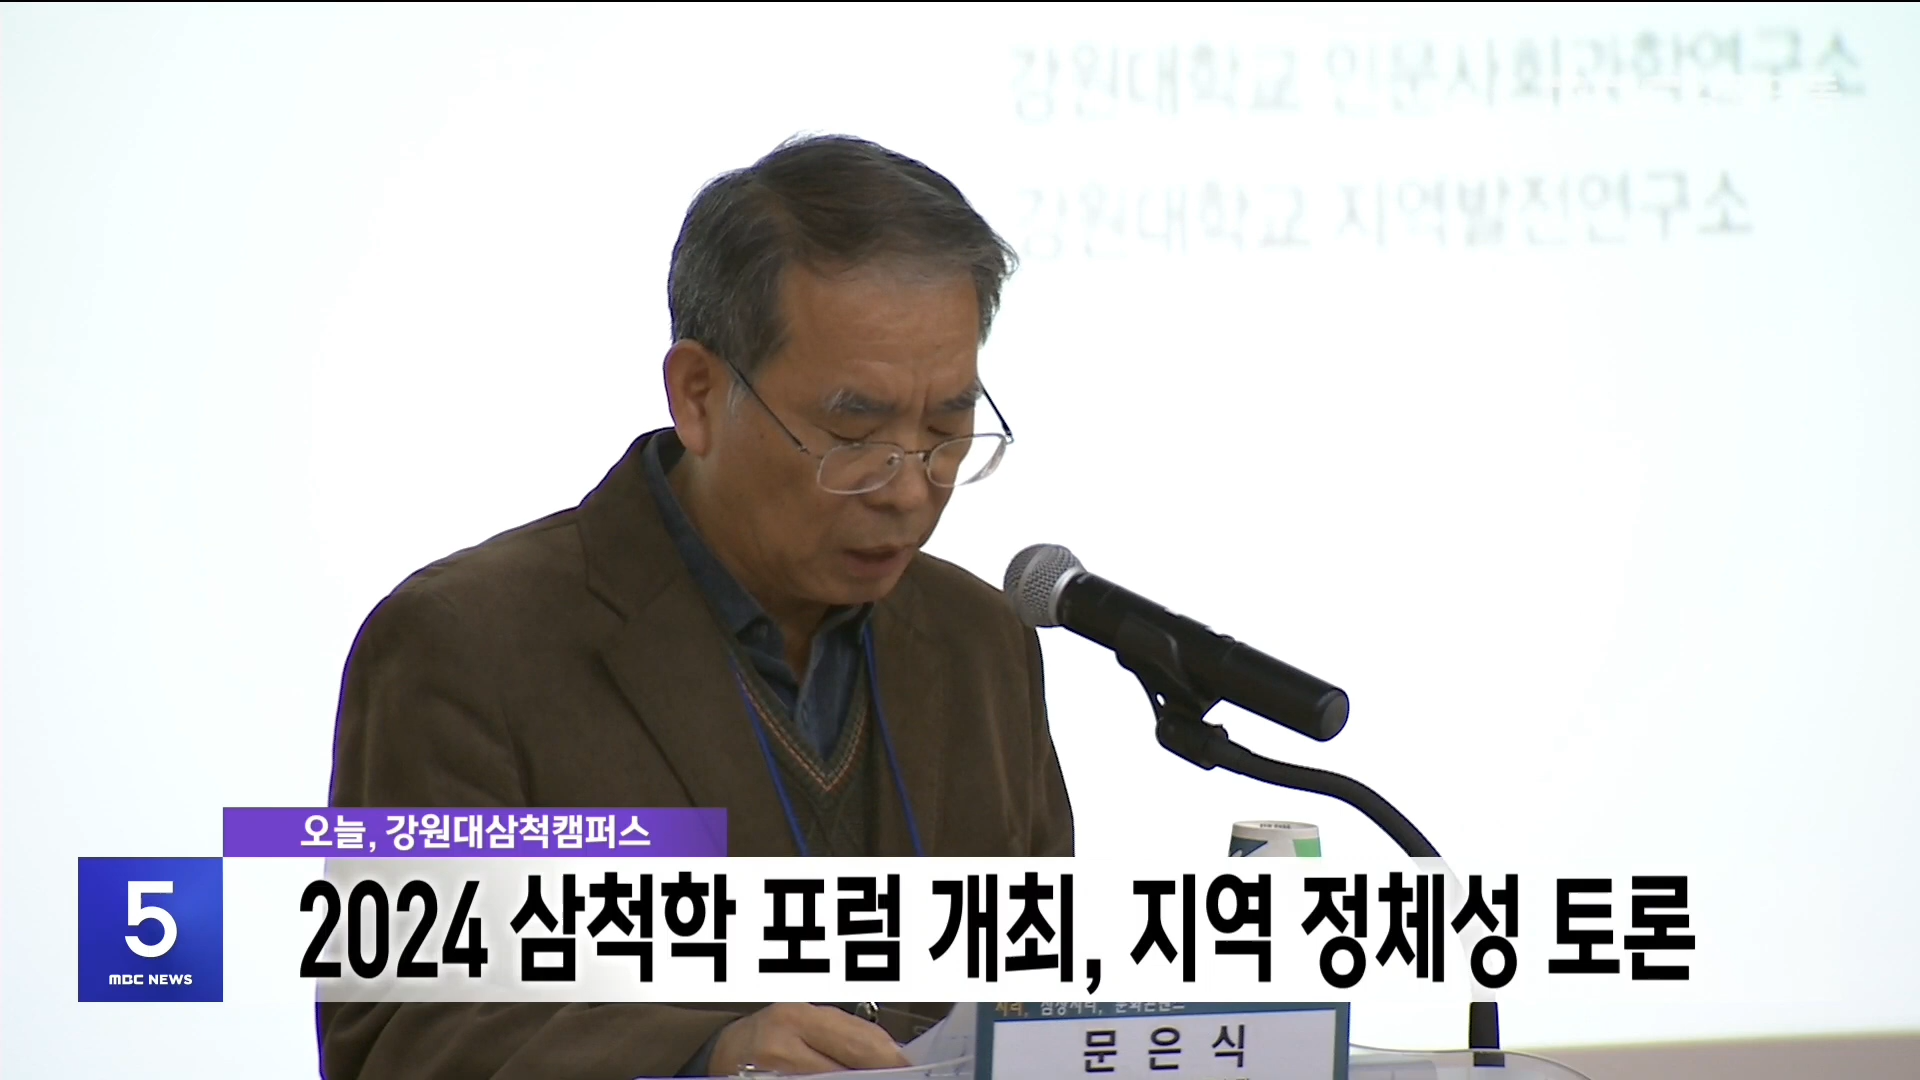 강원대학교 인문사회과학연구소
강원대학교 지역발전연구소
오늘, 강원대삼척캠퍼스
5
MBC NEWS
2024 삼척학 포럼 개최, 지역 정체성 토론
문은식